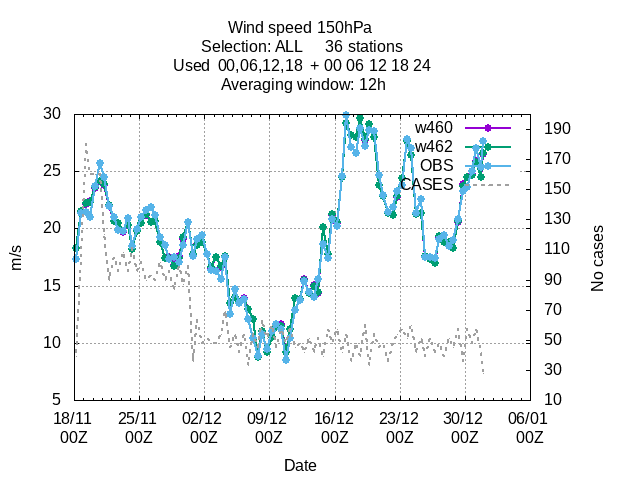 Wind speed 150hPa
Selection: ALL 36 stations
Used 00,06,12,18 + 00 06 12 18 24
Averaging window: 12h
30
25
20
15
10
5
m/s
190
170
150
130
110
90
70
50
30
10
No cases
w460
w462
OBS
CASES
18/11 25/11 02/12 09/12 16/12 23/12 30/12 06/01
00Z 00Z 00Z 00Z 00Z 00Z 00Z 00Z
Date